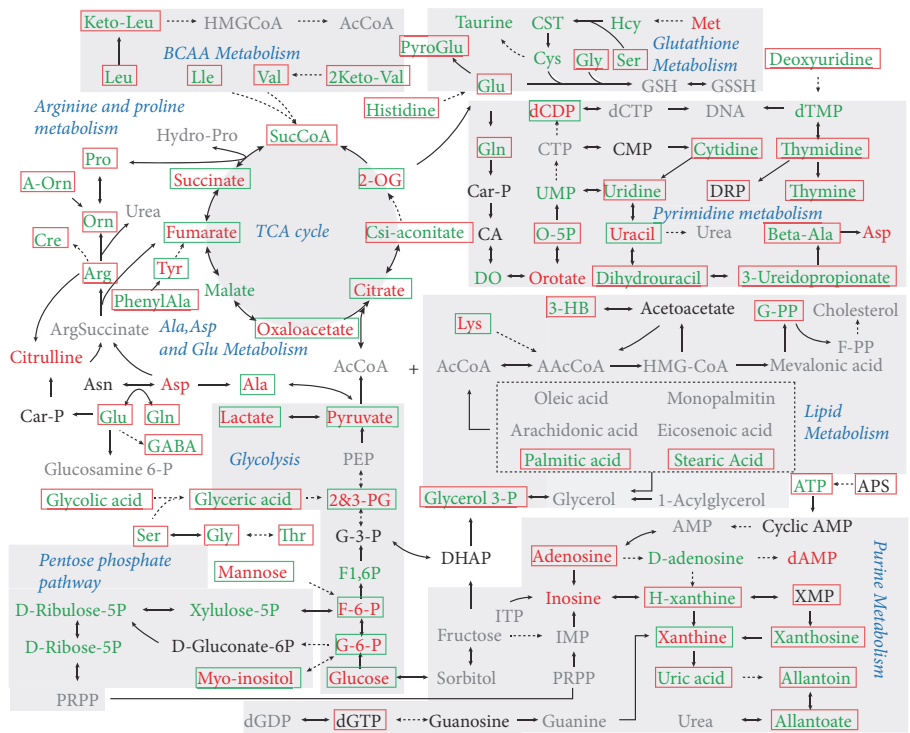 Keto-Leu HMGCoA AcCoA
BCAA Metabolism
Leu Lle Val 2Keto-Val
Taurine CST Hcy Met
PyroGlu Cys Gly Ser Glutathione
Metabolism
Glu GSH GSSH
Deoxyuridine
Histidine
Arginine and proline
metabolism
Hydro-Pro SucCoA
Pro
A-Orn Succinate 2-OG
Orn Urea
Cre Fumarate TCA cycle Csi-aconitate
Arg Tyr
PhenylAla Malate Citrate
ArgSuccinate Ala,Asp
and Glu Metabolism
Oxaloacetate
Citrulline AcCoA +
Asn Asp Ala
Car-P Glu Gln
GABA
Glucosamine 6-P
dCDP dCTP DNA dTMP
Gln CTP CMP Cytidine Thymidine
Car-P UMP Uridine DRP Thymine
Pyrimidine metabolism
CA O-5P Uracil Urea Beta-Ala Asp
DO Orotate Dihydrouracil 3-Ureidopropionate
Lys 3-HB Acetoacetate G-PP Cholesterol
F-PP
AcCoA AAcCoA HMG-CoA Mevalonic acid
Oleic acid Monopalmitin
Arachidonic acid Eicosenoic acid
Palmitic acid Stearic Acid
Lipid
Metabolism
Glycerol 3-P Glycerol 1-Acylglycerol
ATP APS
Lactate Pyruvate
Glycolysis PEP
Glycolic acid Glyceric acid 2&3-PG
Ser Gly Thr G-3-P
DHAP
Pentose phosphate
pathway
Mannose F1,6P
D-Ribulose-5P Xylulose-5P F-6-P
D-Ribose-5P D-Gluconate-6P G-6-P
Myo-inositol Glucose
PRPP
Fructose
Sorbitol
AMP Cyclic AMP
Adenosine D-adenosine dAMP
Inosine H-xanthine XMP
ITP
IMP Xanthine Xanthosine
PRPP Uric acid Allantoin
dGDP dGTP Guanosine Guanine Urea Allantoate
Purine Metabolism